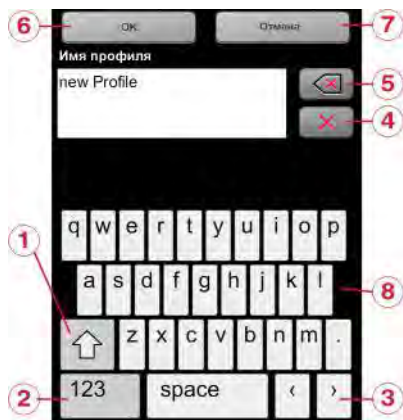 6 OK Отмена 7
Имя профиля
new Profile
5
4
q w e r t y u i o p
1
a s d f g h j k l 8
z x c v b n m .
2 123 space ‹ › 3